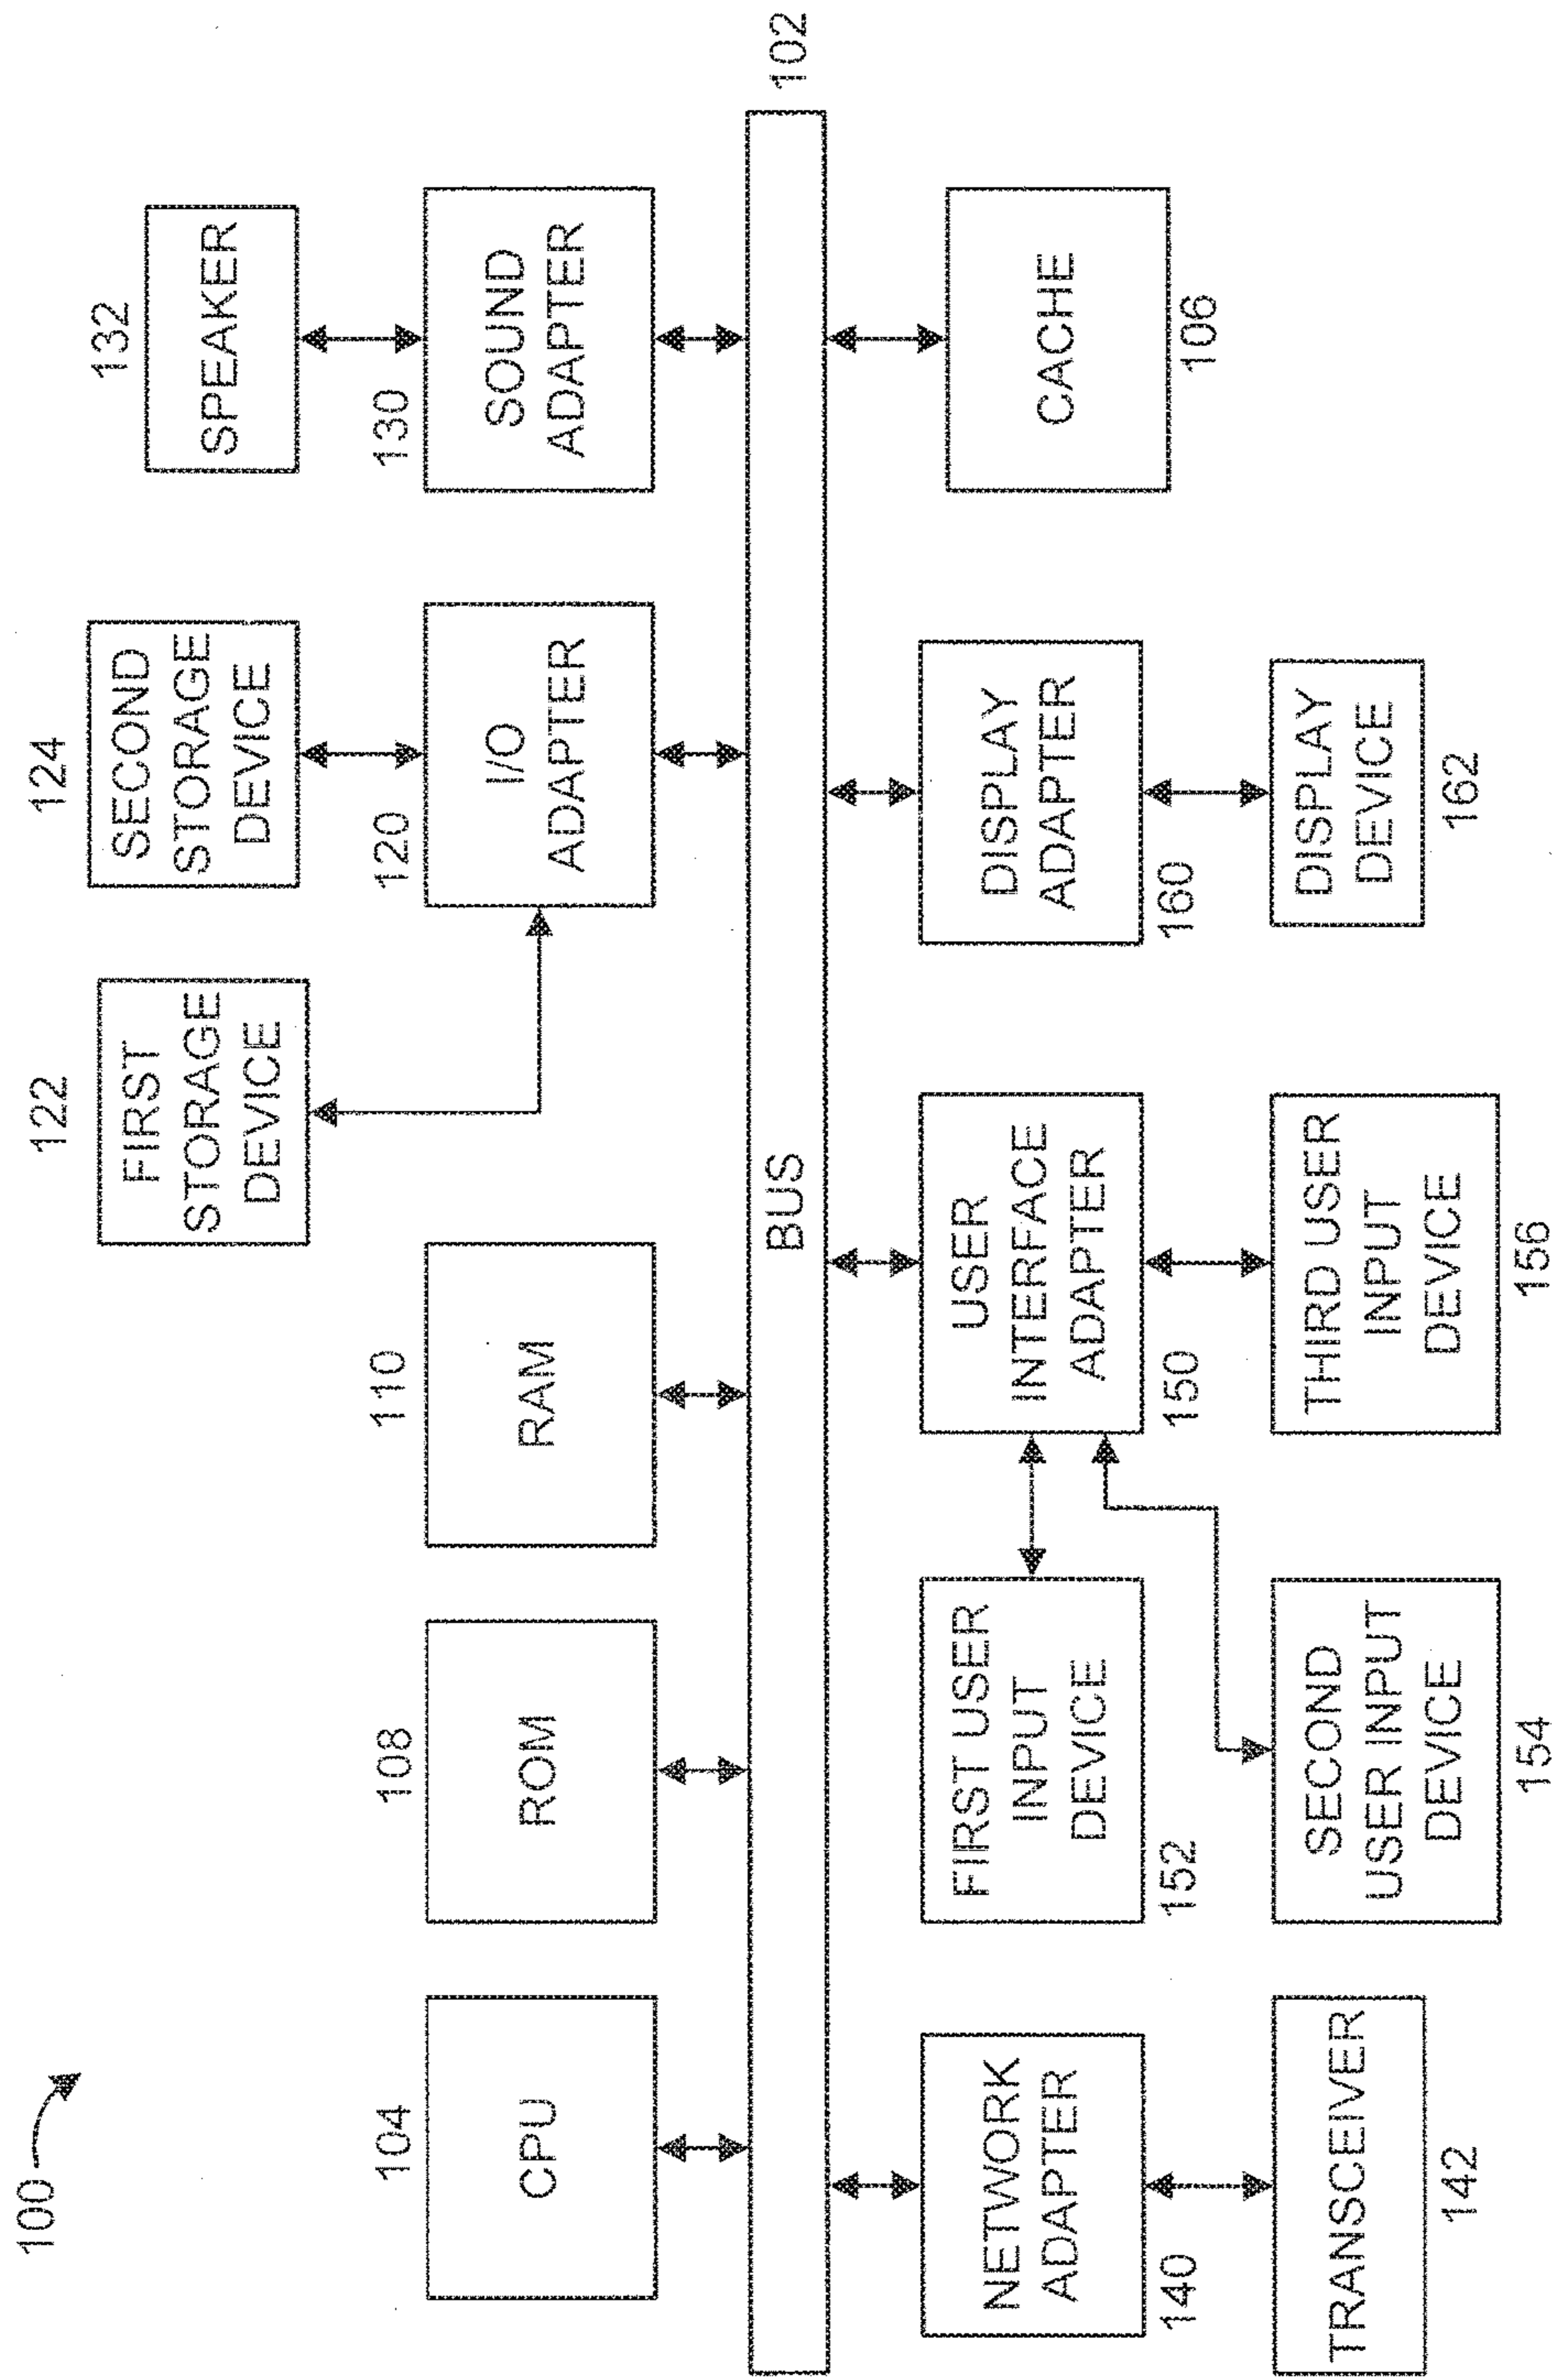 100
104
CPU
108
ROM
110
RAM
122
FIRST
STORAGE
DEVICE
124
SECOND
STORAGE
DEVICE
120
I/O
ADAPTER
132
SPEAKER
130
SOUND
ADAPTER
BUS
102
NETWORK
ADAPTER
140
TRANSCEIVER
142
FIRST USER
INPUT
DEVICE
152
SECOND
USER INPUT
DEVICE
154
USER
INTERFACE
ADAPTER
150
THIRD USER
INPUT
DEVICE
156
DISPLAY
ADAPTER
160
DISPLAY
DEVICE
162
CACHE
106